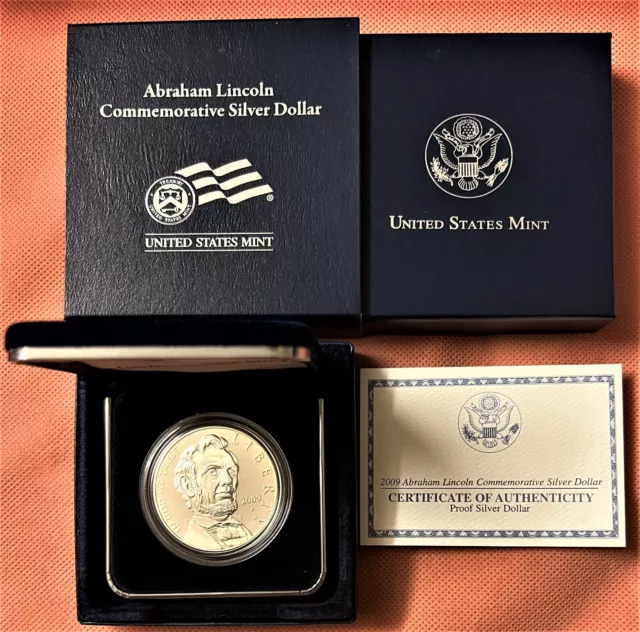 Abraham Lincoln
Commemorative Silver Dollar
TREASURY
®
UNITED STATES MINT
UNITED STATES MINT
LIBERTY
2009
2009 Abraham Lincoln Commemorative Silver Dollar
CERTIFICATE OF AUTHENTICITY
Proof Silver Dollar